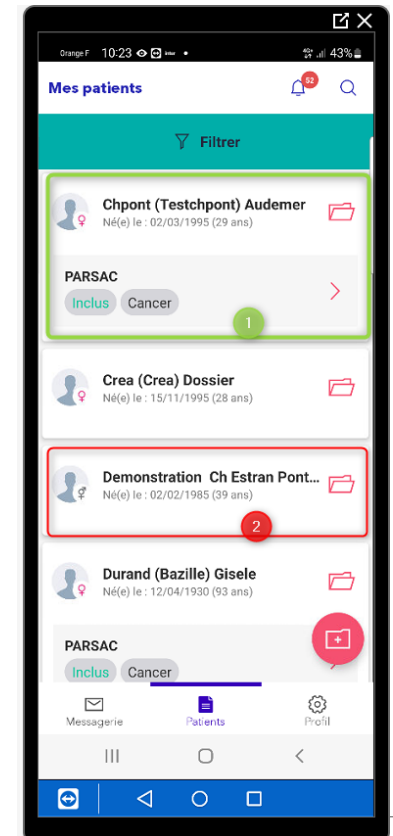 Orange F 10:23
43%
Mes patients
52
Filtrer
Chpont (Testchpont) Audemer
Né(e) le : 02/03/1995 (29 ans)
PARSAC
Inclus Cancer
1
Crea (Crea) Dossier
Né(e) le : 15/11/1995 (28 ans)
Demonstration Ch Estran Pont...
Né(e) le : 02/02/1985 (39 ans)
2
Durand (Bazille) Gisele
Né(e) le : 12/04/1930 (93 ans)
PARSAC
Inclus Cancer
Messagerie Patients Profil